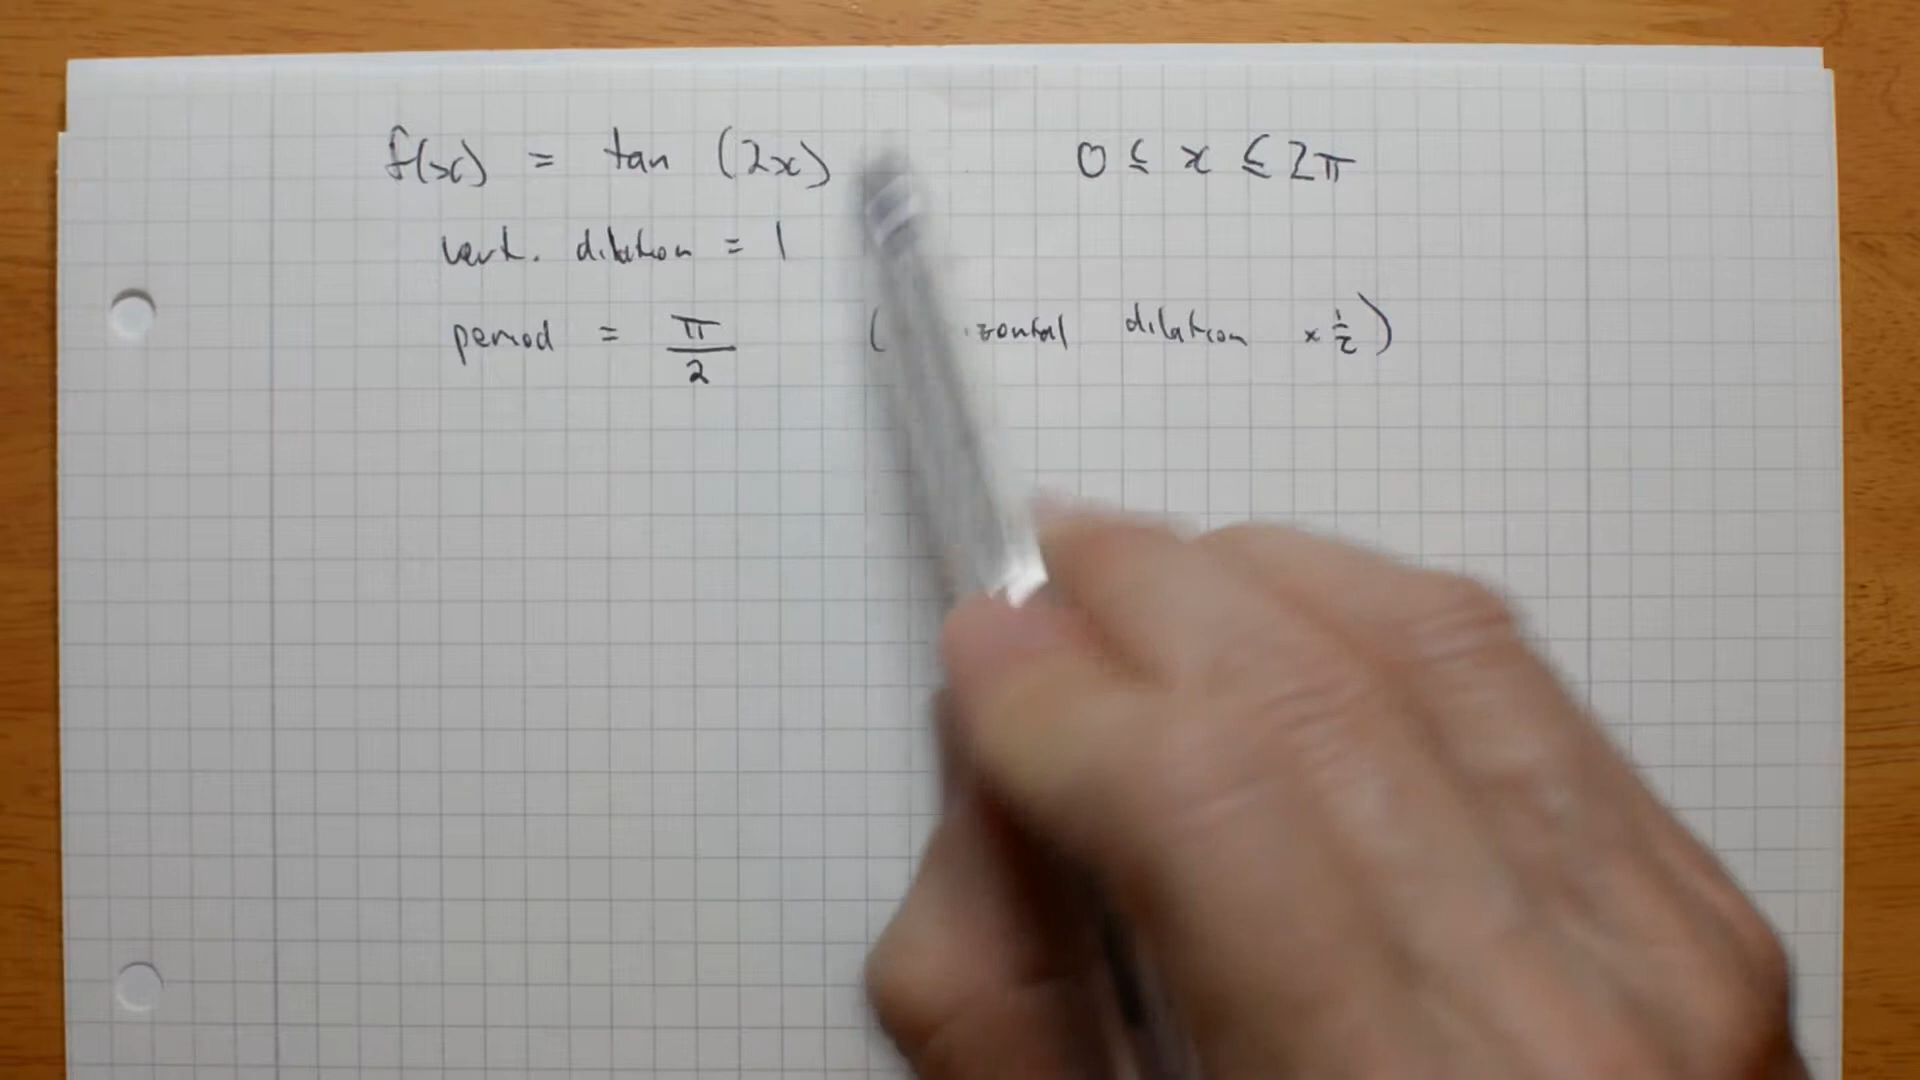 f(x) = tan (2x) 0 ≤ x ≤ 2π
vert. dilation = 1
period = π/2 ( zontal dilation × 1/2 )